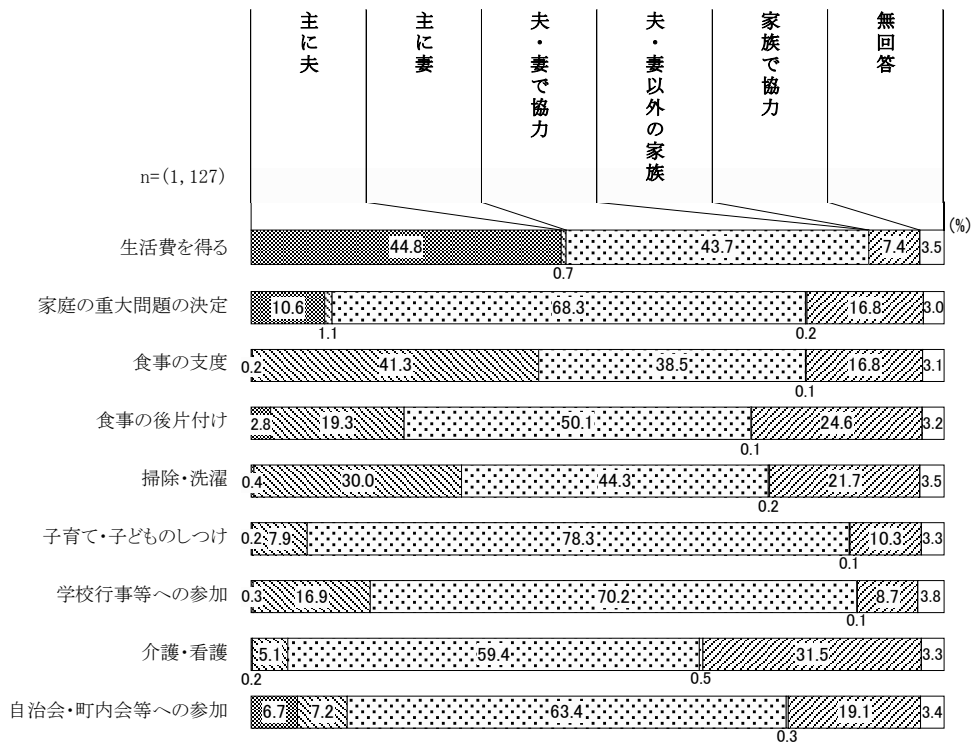 主に夫
主に妻
夫・妻で協力
夫・妻以外の家族
家族で協力
無回答
n=(1,127)
(%)
生活費を得る 44.8 43.7 7.4 3.5
0.7
家庭の重大問題の決定 10.6 68.3 16.8 3.0
1.1 0.2
食事の支度 0.2 41.3 38.5 16.8 3.1
0.1
食事の後片付け 2.8 19.3 50.1 24.6 3.2
0.1
掃除・洗濯 0.4 30.0 44.3 21.7 3.5
0.2
子育て・子どものしつけ 0.2 7.9 78.3 10.3 3.3
0.1
学校行事等への参加 0.3 16.9 70.2 8.7 3.8
0.1
介護・看護 5.1 59.4 31.5 3.3
0.2 0.5
自治会・町内会等への参加 6.7 7.2 63.4 19.1 3.4
0.3